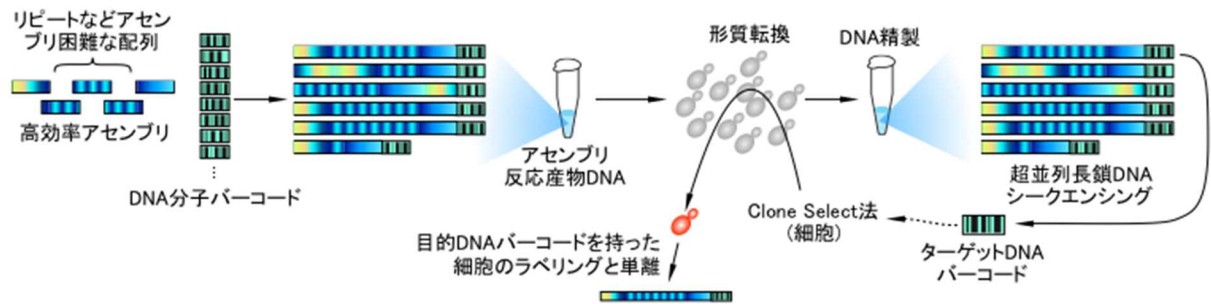 リピートなどアセン
ブリ困難な配列
高効率アセンブリ
DNA分子バーコード
アセンブリ
反応産物DNA
形質転換
DNA精製
超並列長鎖DNA
シークエンシング
ターゲットDNA
バーコード
Clone Select法
(細胞)
目的DNAバーコードを持った
細胞のラベリングと単離